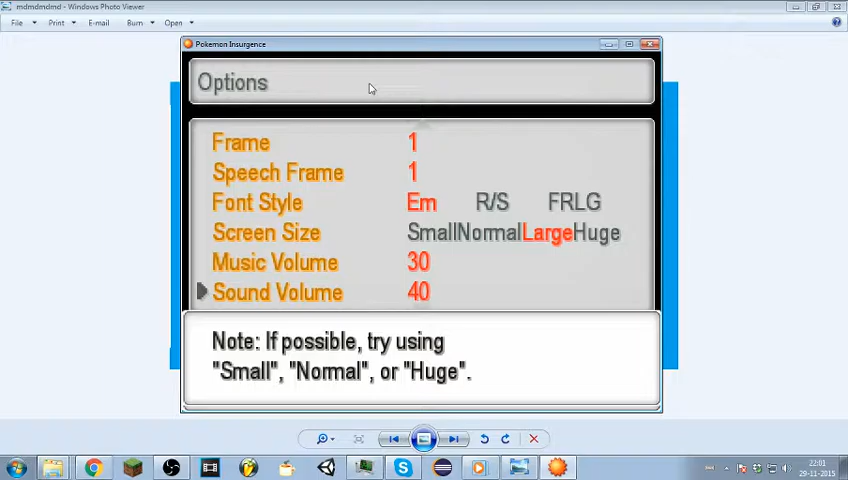 mdmdmdmd - Windows Photo Viewer
File Print E-mail Burn Open
Pokemon Insurgence
Options
Frame 1
Speech Frame 1
Font Style Em R/S FRLG
Screen Size SmallNormalLargeHuge
Music Volume 30
Sound Volume 40
Note: If possible, try using
"Small", "Normal", or "Huge".
22:01
29-11-2015